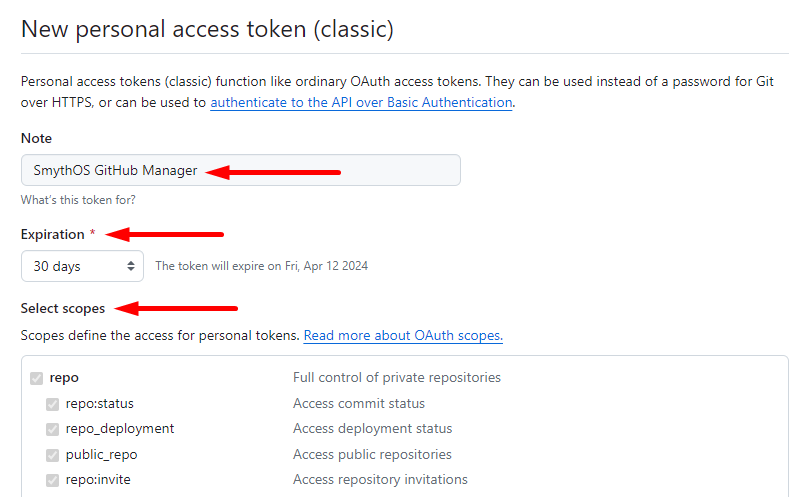 New personal access token (classic)
Personal access tokens (classic) function like ordinary OAuth access tokens. They can be used instead of a password for Git
over HTTPS, or can be used to authenticate to the API over Basic Authentication.
Note
SmythOS GitHub Manager
What's this token for?
Expiration *
30 days The token will expire on Fri, Apr 12 2024
Select scopes
Scopes define the access for personal tokens. Read more about OAuth scopes.
repo Full control of private repositories
repo:status Access commit status
repo_deployment Access deployment status
public_repo Access public repositories
repo:invite Access repository invitations